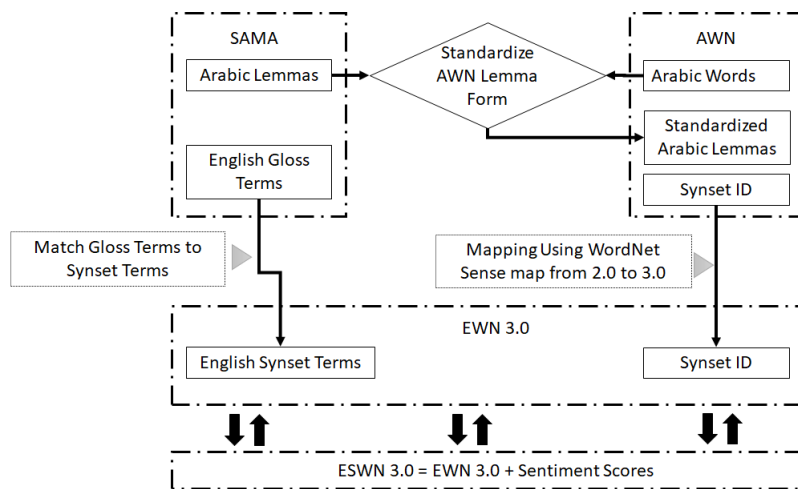 SAMA
Arabic Lemmas
English Gloss
Terms
Standardize
AWN Lemma
Form
AWN
Arabic Words
Standardized
Arabic Lemmas
Synset ID
Match Gloss Terms to
Synset Terms
Mapping Using WordNet
Sense map from 2.0 to 3.0
EWN 3.0
English Synset Terms
Synset ID
ESWN 3.0 = EWN 3.0 + Sentiment Scores